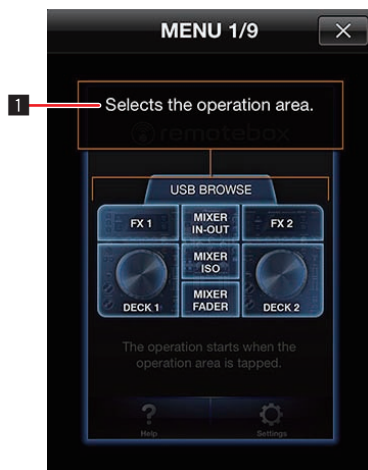 MENU 1/9
1
Selects the operation area.
remotebox
USB BROWSE
FX 1
MIXER
IN-OUT
FX 2
MIXER
ISO
DECK 1
MIXER
FADER
DECK 2
The operation starts when the
operation area is tapped.
?
Help
Settings